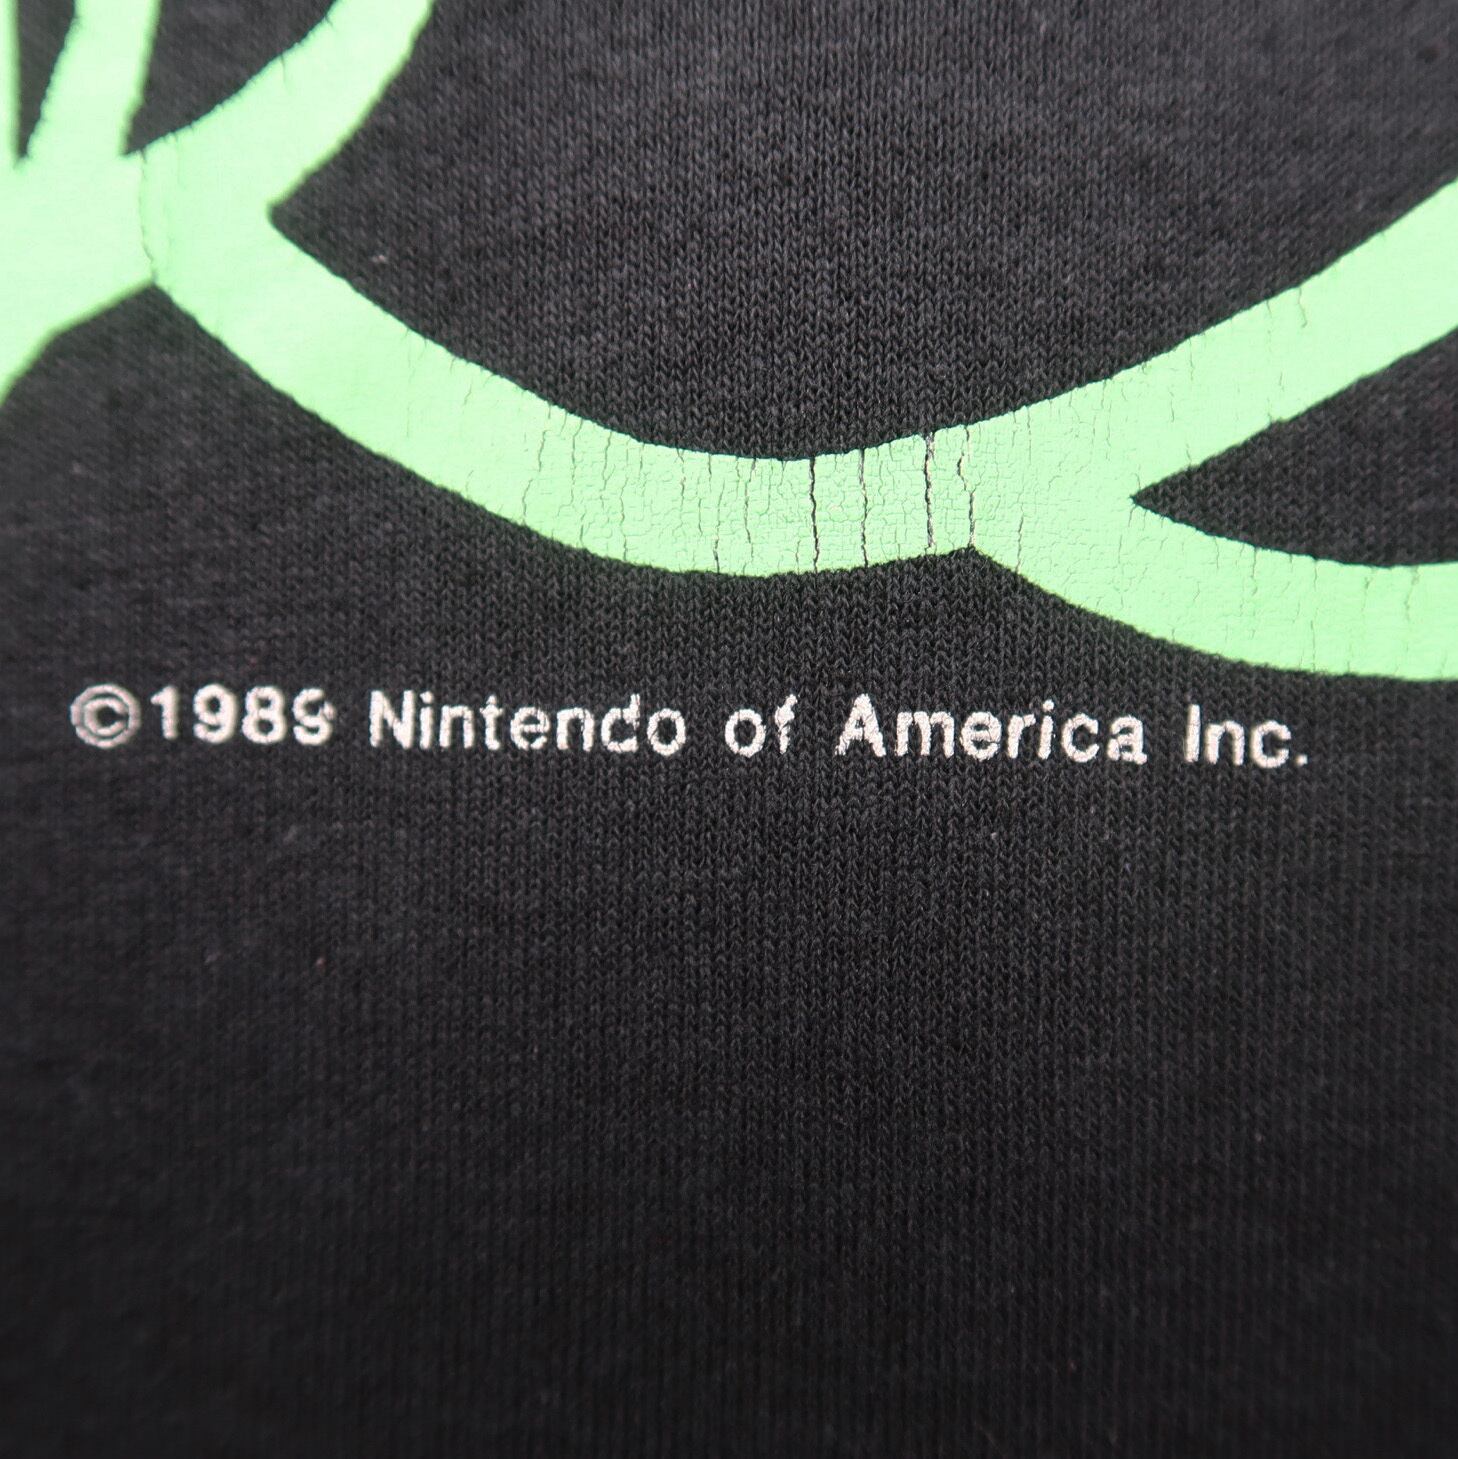 ©1989 Nintendo of America Inc.